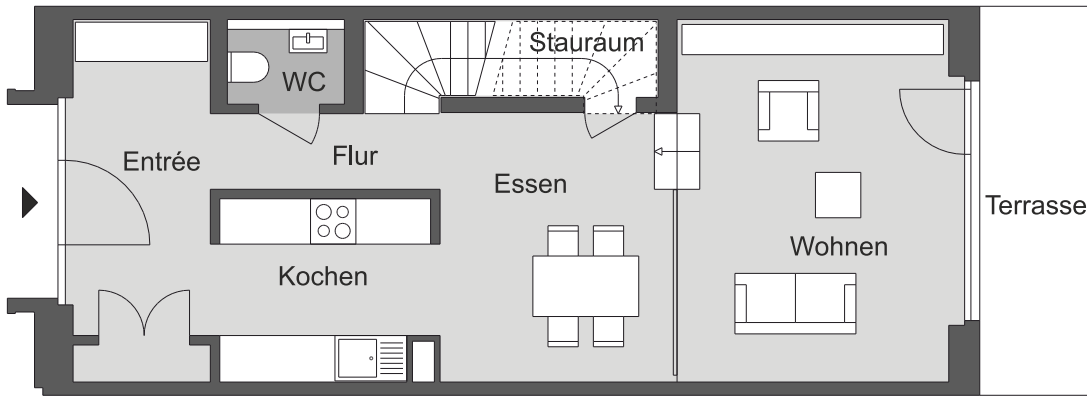 Stauraum
WC
Entrée
Flur
Essen
Terrasse
Wohnen
Kochen